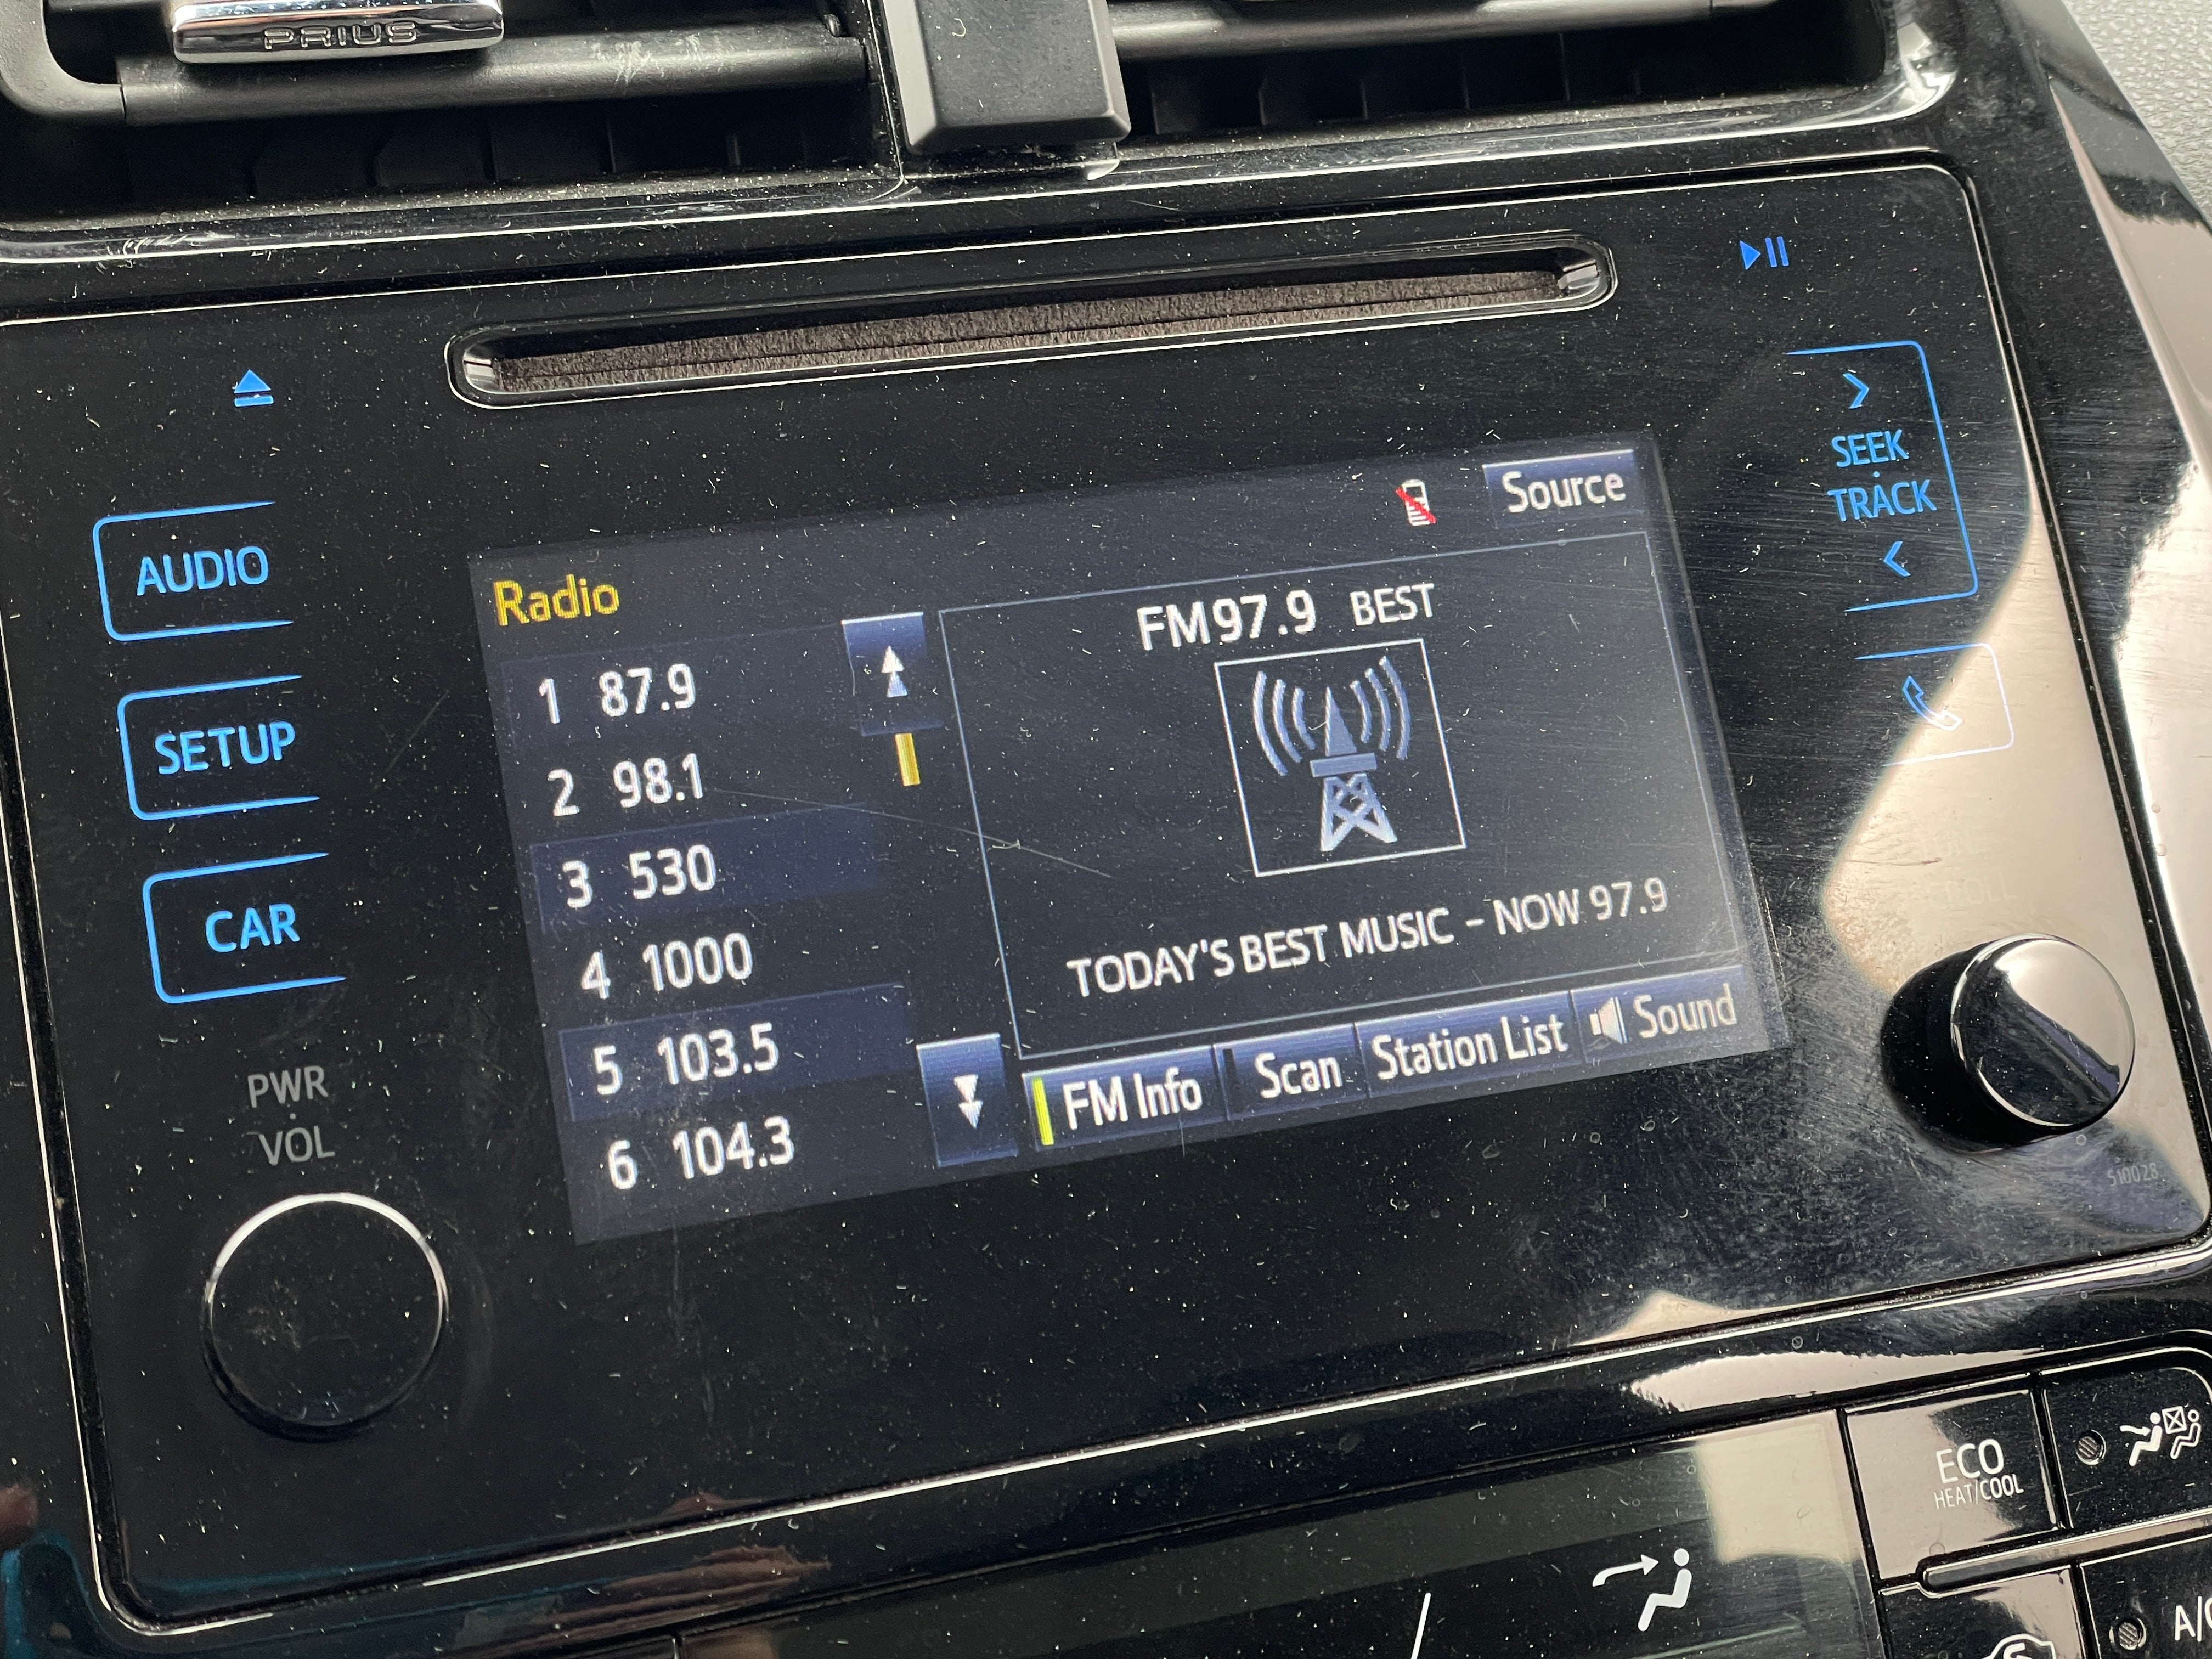 PRIUS
AUDIO
SETUP
CAR
PWR
VOL
Source
Radio
1 87.9
2 98.1
3 530
4 1000
5 103.5
6 104.3
FM97.9 BEST
TODAY'S BEST MUSIC - NOW 97.9
FM Info Scan Station List Sound
SEEK
TRACK
510028
ECO
HEAT/COOL